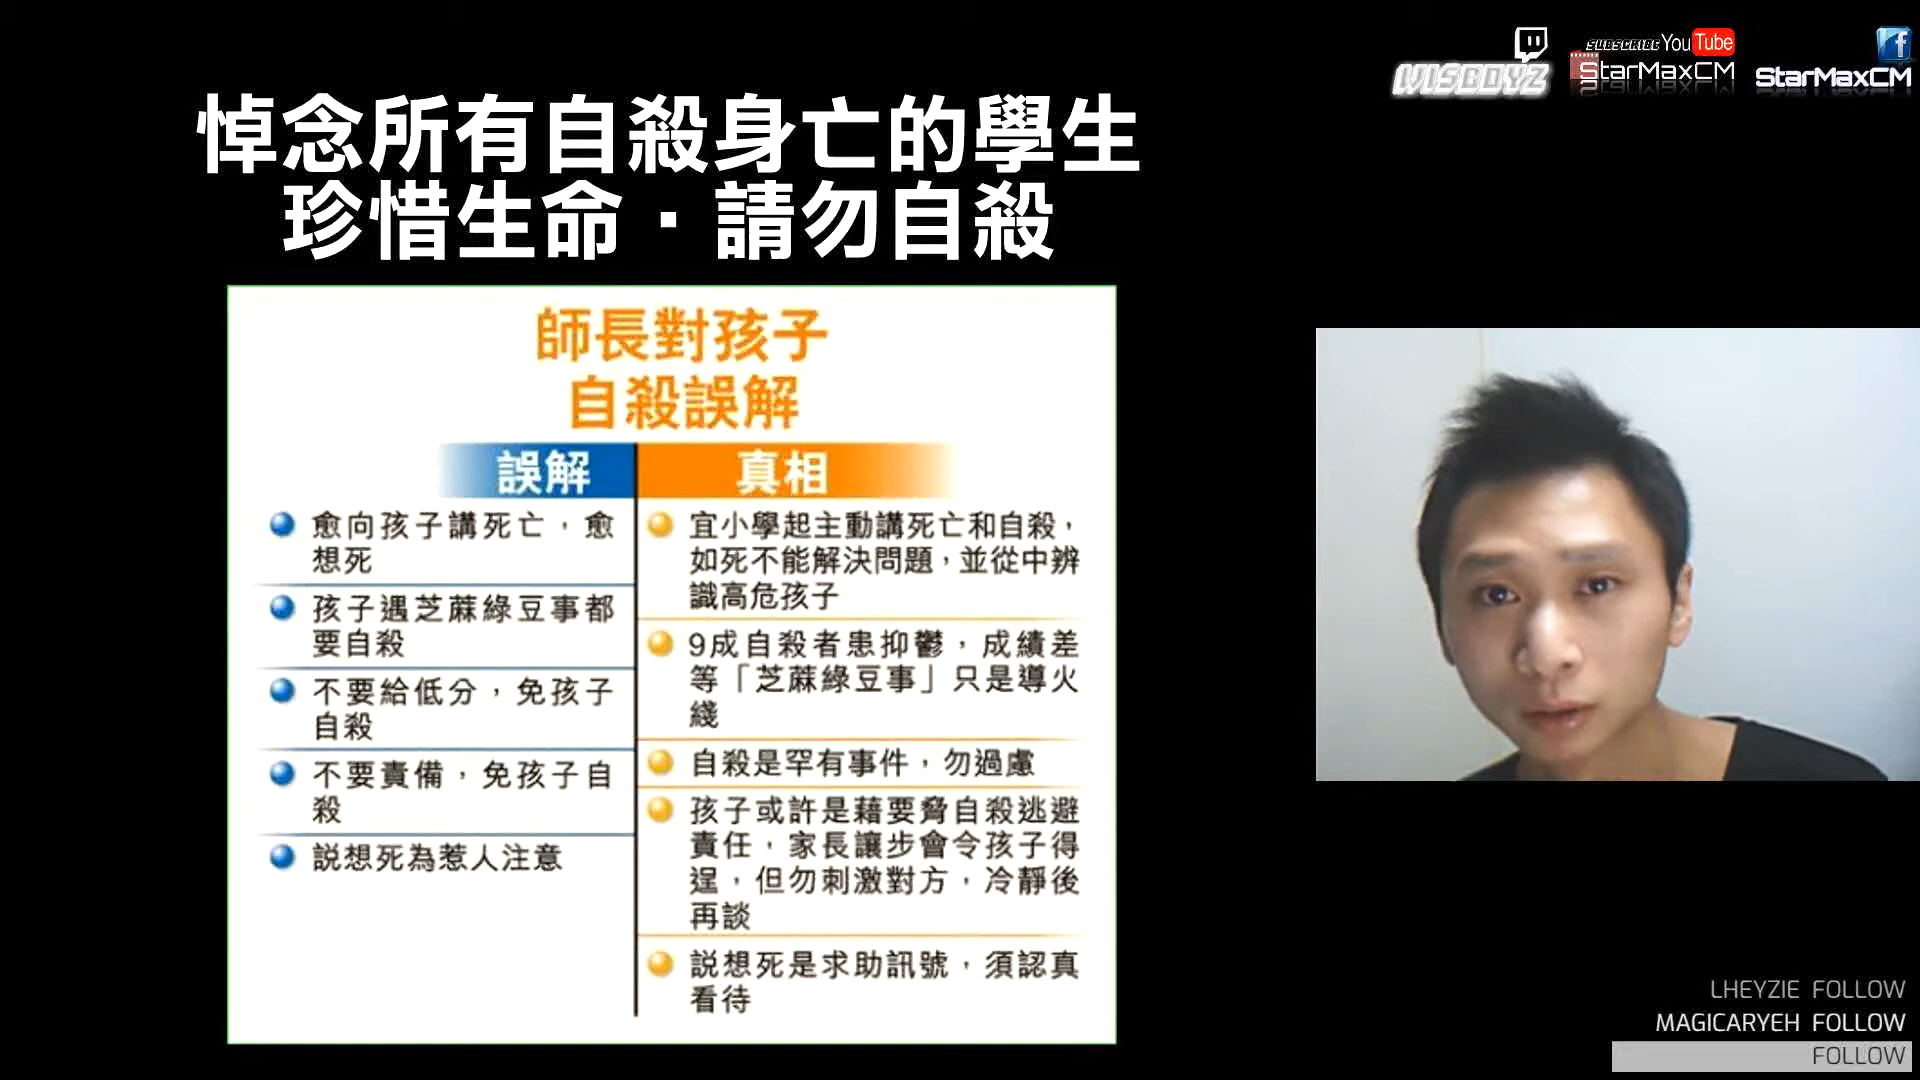 WISBOYZ
SUBSCRIBE YouTube
StarMaxCM
StarMaxCM
悼念所有自殺身亡的學生
珍惜生命．請勿自殺
師長對孩子
自殺誤解
誤解
愈向孩子講死亡，愈
想死
孩子遇芝蔴綠豆事都
要自殺
不要給低分，免孩子
自殺
不要責備，免孩子自
殺
說想死為惹人注意
真相
宜小學起主動講死亡和自殺，
如死不能解決問題，並從中辨
識高危孩子
9成自殺者患抑鬱，成績差
等「芝蔴綠豆事」只是導火
綫
自殺是罕有事件，勿過慮
孩子或許是藉要脅自殺逃避
責任，家長讓步會令孩子得
逞，但勿刺激對方，冷靜後
再談
說想死是求助訊號，須認真
看待
LHEYZIE FOLLOW
MAGICARYEH FOLLOW
FOLLOW